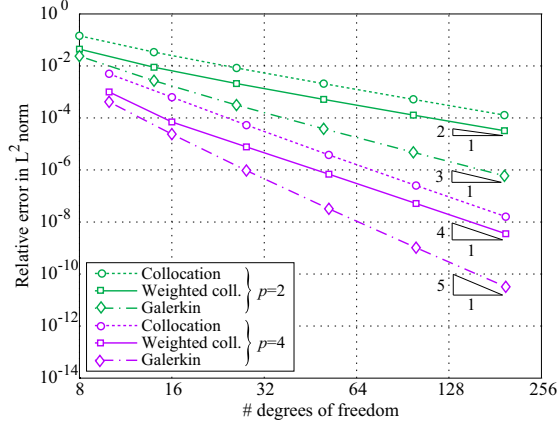 10^0
10^-2
10^-4
10^-6
10^-8
10^-10
10^-12
10^-14
Relative error in L^2 norm
2
1
3
1
4
1
5
1
Collocation
Weighted coll.
Galerkin
p=2
Collocation
Weighted coll.
Galerkin
p=4
8
16
32
64
128
256
# degrees of freedom